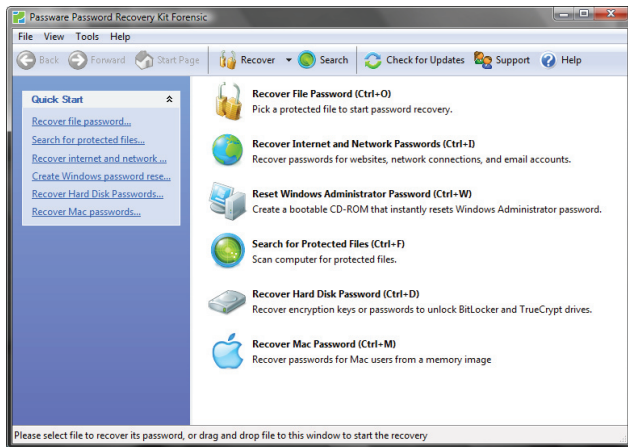 Passware Password Recovery Kit Forensic
File View Tools Help
Back Forward Start Page Recover Search Check for Updates Support Help
Quick Start
Recover file password...
Search for protected files...
Recover internet and network ...
Create Windows password rese...
Recover Hard Disk Passwords...
Recover Mac passwords...
Recover File Password (Ctrl+O)
Pick a protected file to start password recovery.
Recover Internet and Network Passwords (Ctrl+I)
Recover passwords for websites, network connections, and email accounts.
Reset Windows Administrator Password (Ctrl+W)
Create a bootable CD-ROM that instantly resets Windows Administrator password.
Search for Protected Files (Ctrl+F)
Scan computer for protected files.
Recover Hard Disk Password (Ctrl+D)
Recover encryption keys or passwords to unlock BitLocker and TrueCrypt drives.
Recover Mac Password (Ctrl+M)
Recover passwords for Mac users from a memory image
Please select file to recover its password, or drag and drop file to this window to start the recovery